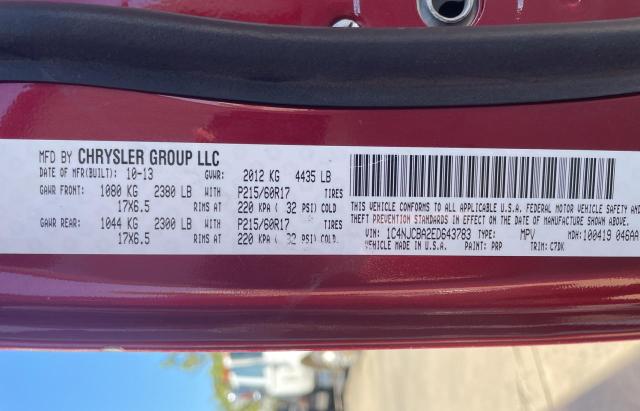 MFD BY CHRYSLER GROUP LLC
DATE OF MFR(BUILT): 10-13 GVWR: 2012 KG 4435 LB
GAWR FRONT: 1080 KG 2380 LB WITH P215/60R17 TIRES
17X6.5 RIMS AT 220 KPA ( 32 PSI) COLD
GAWR REAR: 1044 KG 2300 LB WITH P215/60R17 TIRES
17X6.5 RIMS AT 220 KPA ( 32 PSI) COLD.
THIS VEHICLE CONFORMS TO ALL APPLICABLE U.S.A. FEDERAL MOTOR VEHICLE SAFETY AND
THEFT PREVENTION STANDARDS IN EFFECT ON THE DATE OF MANUFACTURE SHOWN ABOVE.
VIN: 1C4NJCBA2ED643783 TYPE: MPV MDH:100419 046AA
VEHICLE MADE IN U.S.A. PAINT: PRP TRIM: C7DK